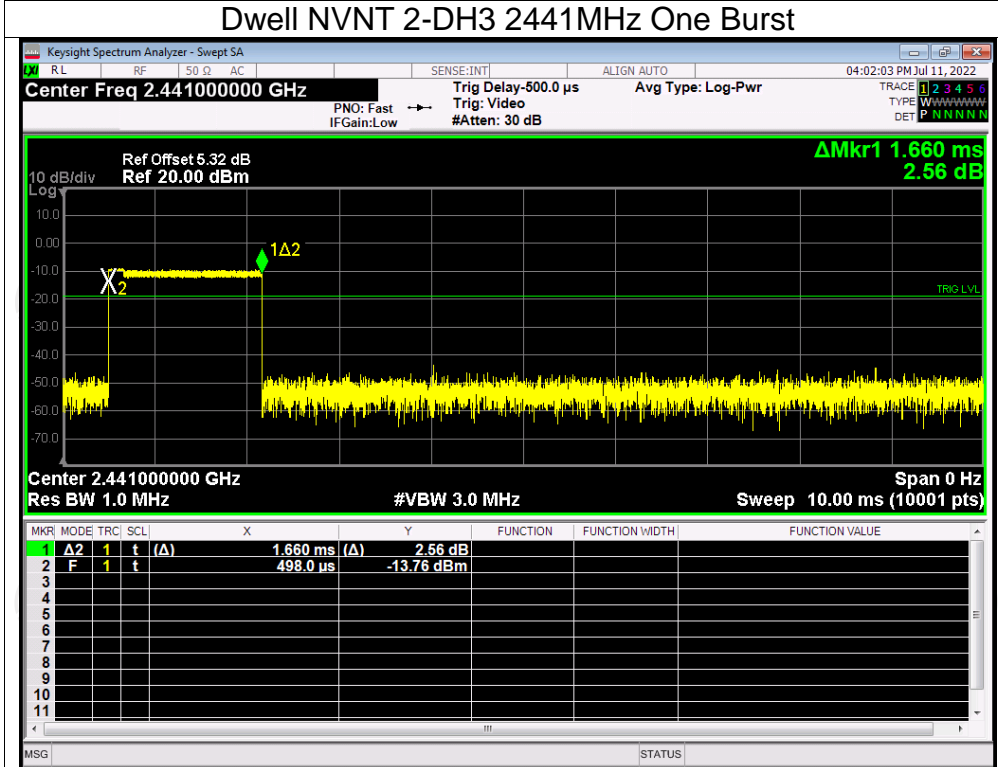 Dwell NVNT 2-DH3 2441MHz One Burst
Keysight Spectrum Analyzer - Swept SA
LXI RL RF 50 Ω AC SENSE:INT ALIGN AUTO 04:02:03 PM Jul 11, 2022
Center Freq 2.441000000 GHz Trig Delay-500.0 µs Avg Type: Log-Pwr TRACE 1 2 3 4 5 6
PNO: Fast Trig: Video TYPE WWWWWW
IFGain:Low #Atten: 30 dB DET P N N N N N
ΔMkr1 1.660 ms
2.56 dB
Ref Offset 5.32 dB
10 dB/div Ref 20.00 dBm
Log
10.0
0.00
1Δ2
-10.0
2
TRIG LVL
-20.0
-30.0
-40.0
-50.0
-60.0
-70.0
Center 2.441000000 GHz Span 0 Hz
Res BW 1.0 MHz #VBW 3.0 MHz Sweep 10.00 ms (10001 pts)
MKR MODE TRC SCL X Y FUNCTION FUNCTION WIDTH FUNCTION VALUE
1 Δ2 1 t (Δ) 1.660 ms (Δ) 2.56 dB
2 F 1 t 498.0 µs -13.76 dBm
3
4
5
6
7
8
9
10
11
MSG STATUS